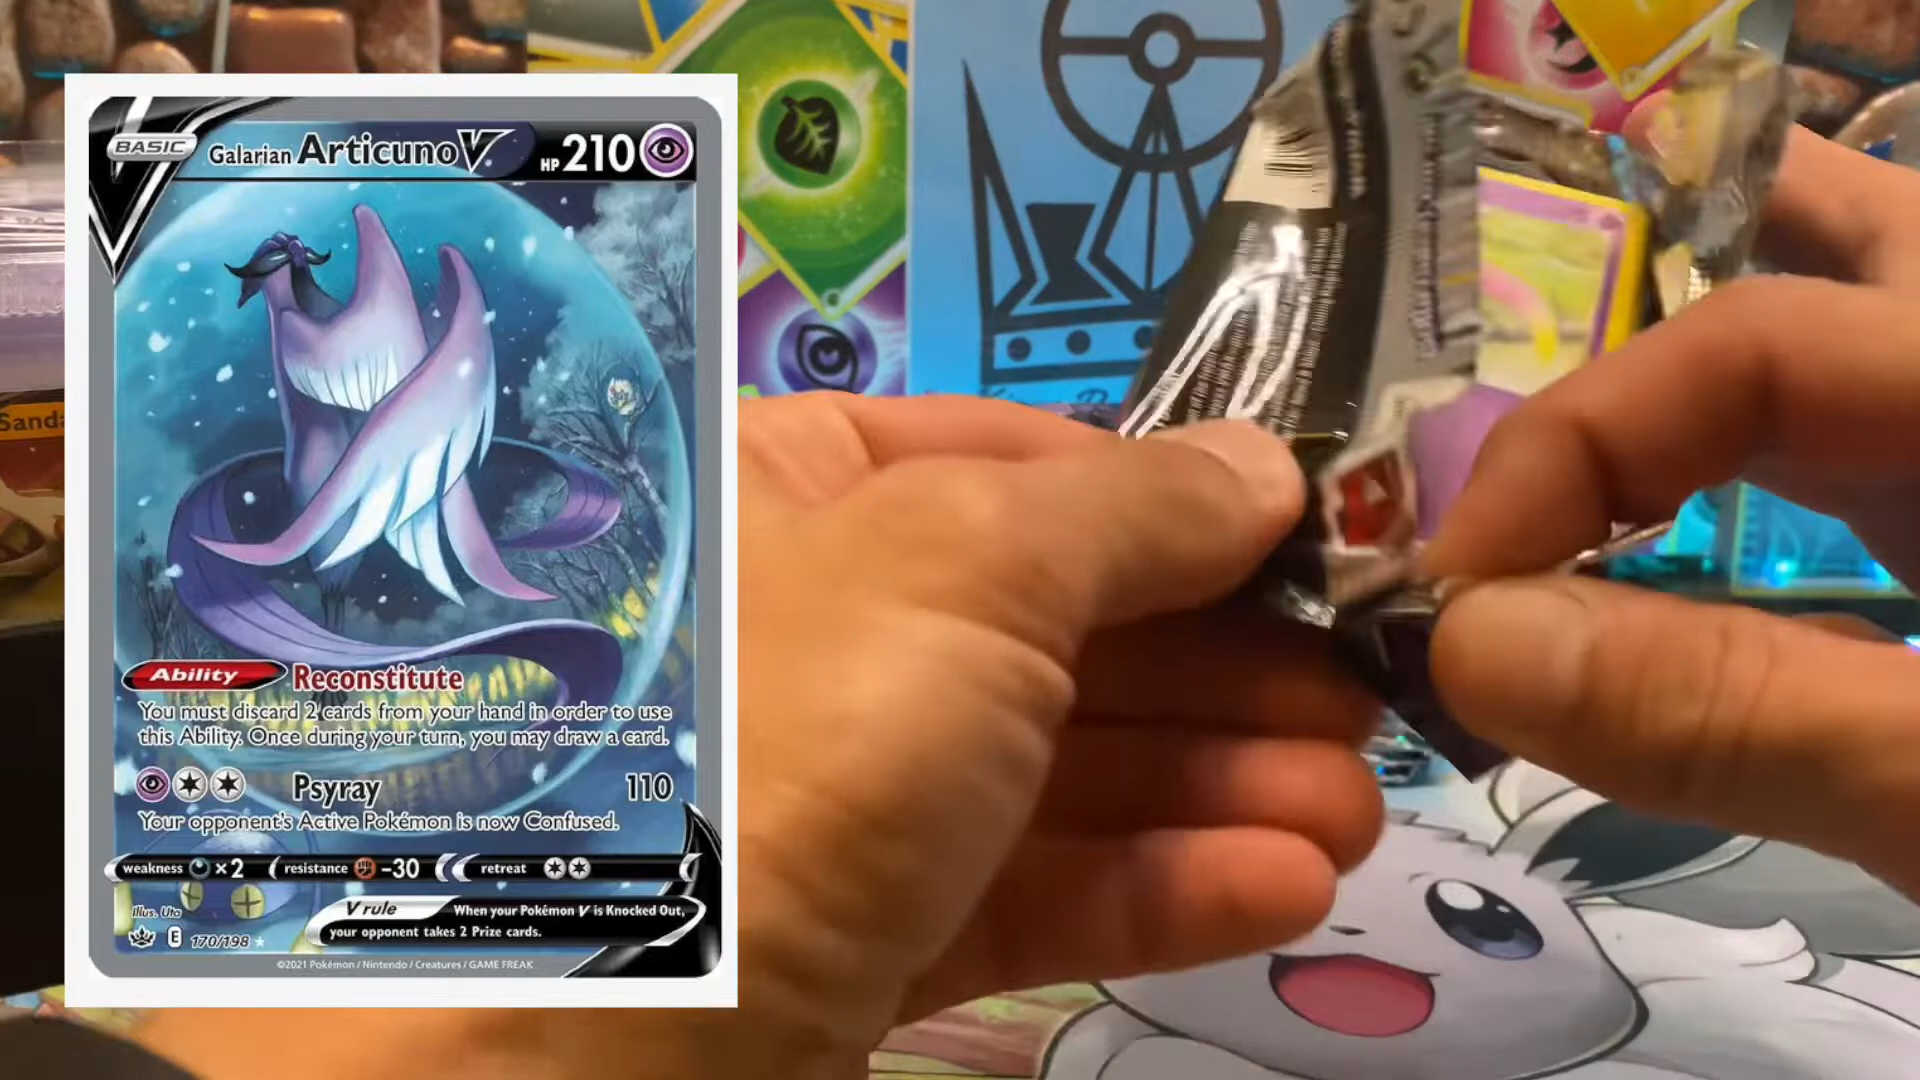 BASIC
Galarian Articuno V HP 210
Ability Reconstitute
You must discard 2 cards from your hand in order to use
this Ability. Once during your turn, you may draw a card.
Psyray 110
Your opponent's Active Pokémon is now Confused.
weakness ×2 resistance -30 retreat
V rule When your Pokémon V is Knocked Out,
your opponent takes 2 Prize cards.
Illus. Uta
E 170/198
©2021 Pokémon / Nintendo / Creatures / GAME FREAK